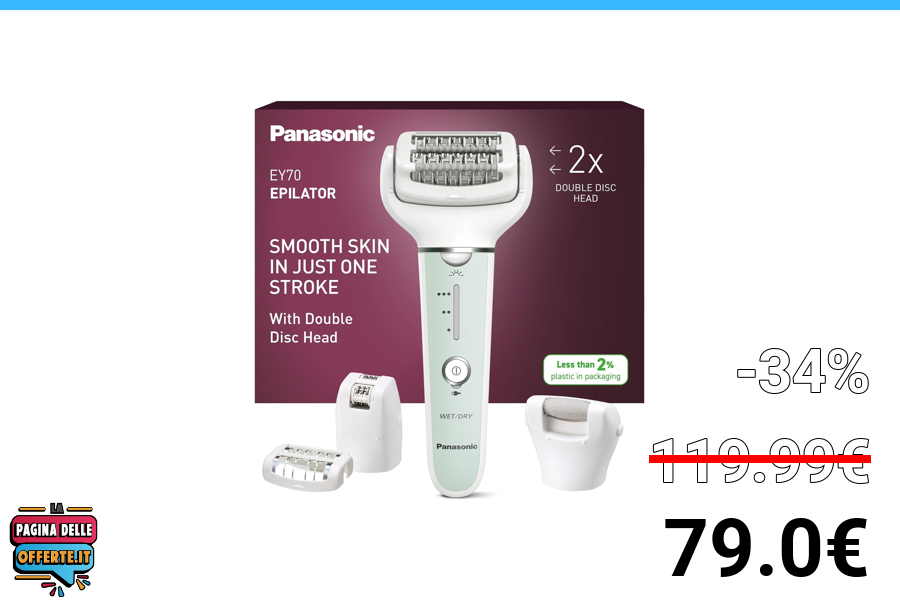 Panasonic
EY70
EPILATOR
2x
DOUBLE DISC
HEAD
SMOOTH SKIN
IN JUST ONE
STROKE
With Double
Disc Head
Less than 2%
plastic in packaging
WET/DRY
Panasonic
-34%
119.99€
79.0€
LA
PAGINA DELLE
OFFERTE.IT